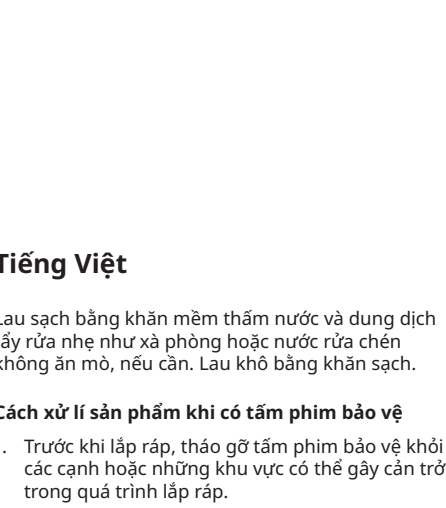 Tiếng Việt
Lau sạch bằng khăn mềm thấm nước và dung dịch
tẩy rửa nhẹ như xà phòng hoặc nước rửa chén
không ăn mò, nếu cần. Lau khô bằng khăn sạch.
Cách xử lí sản phẩm khi có tấm phim bảo vệ
. Trước khi lắp ráp, tháo gỡ tấm phim bảo vệ khỏi
các cạnh hoặc những khu vực có thể gây cản trở
trong quá trình lắp ráp.